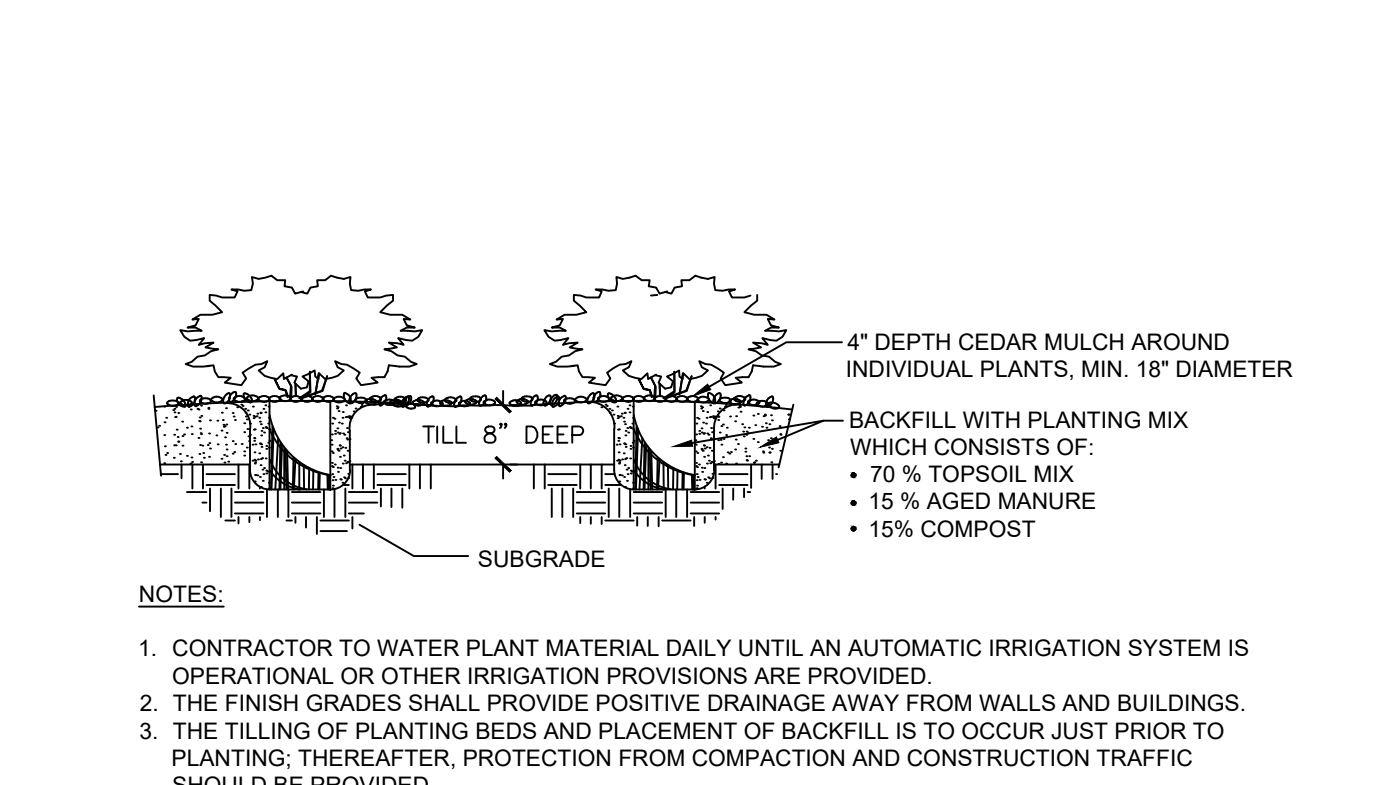 4" DEPTH CEDAR MULCH AROUND
INDIVIDUAL PLANTS, MIN. 18" DIAMETER
BACKFILL WITH PLANTING MIX
WHICH CONSISTS OF:
• 70 % TOPSOIL MIX
• 15 % AGED MANURE
• 15% COMPOST
TILL 8" DEEP
SUBGRADE
NOTES:
1. CONTRACTOR TO WATER PLANT MATERIAL DAILY UNTIL AN AUTOMATIC IRRIGATION SYSTEM IS
OPERATIONAL OR OTHER IRRIGATION PROVISIONS ARE PROVIDED.
2. THE FINISH GRADES SHALL PROVIDE POSITIVE DRAINAGE AWAY FROM WALLS AND BUILDINGS.
3. THE TILLING OF PLANTING BEDS AND PLACEMENT OF BACKFILL IS TO OCCUR JUST PRIOR TO
PLANTING; THEREAFTER, PROTECTION FROM COMPACTION AND CONSTRUCTION TRAFFIC
SHOULD BE PROVIDED